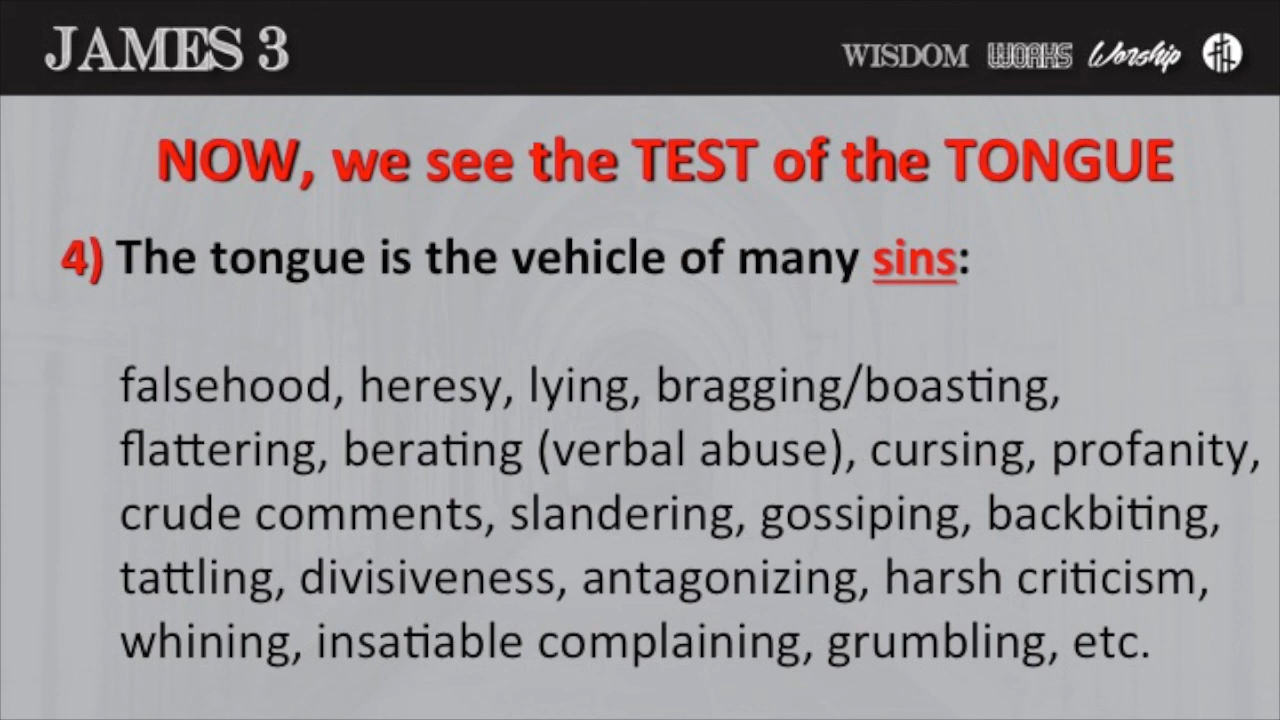 JAMES 3
WISDOM WORKS Worship
NOW, we see the TEST of the TONGUE
4) The tongue is the vehicle of many sins:
falsehood, heresy, lying, bragging/boasting,
flattering, berating (verbal abuse), cursing, profanity,
crude comments, slandering, gossiping, backbiting,
tattling, divisiveness, antagonizing, harsh criticism,
whining, insatiable complaining, grumbling, etc.